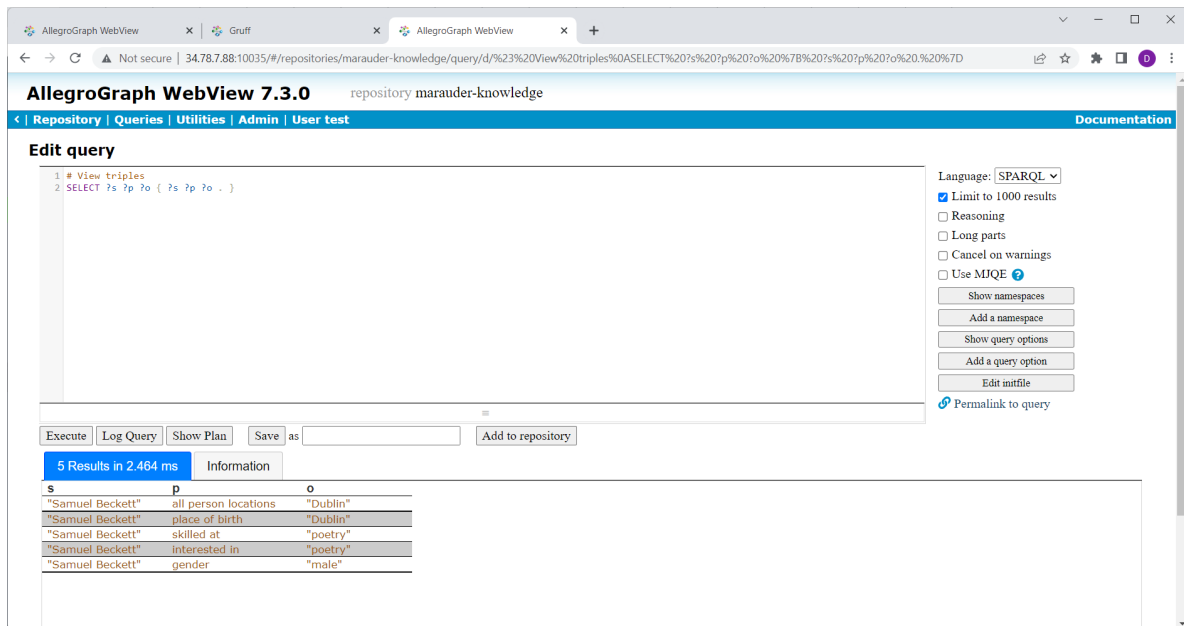 AllegroGraph WebView
Gruff
AllegroGraph WebView
Not secure
34.78.7.88:10035/#/repositories/marauder-knowledge/query/d/%23%20View%20triples%0ASELECT%20?s%20?p%20?o%20%7B%20?s%20?p%20?o%20.%20%7D
D
AllegroGraph WebView 7.3.0 repository marauder-knowledge
‹ | Repository | Queries | Utilities | Admin | User test Documentation
Edit query
1 # View triples
2 SELECT ?s ?p ?o { ?s ?p ?o . }
Language: SPARQL
Limit to 1000 results
Reasoning
Long parts
Cancel on warnings
Use MJQE ?
Show namespaces
Add a namespace
Show query options
Add a query option
Edit initfile
Permalink to query
Execute Log Query Show Plan Save as Add to repository
5 Results in 2.464 ms Information
s p o
"Samuel Beckett" all person locations "Dublin"
"Samuel Beckett" place of birth "Dublin"
"Samuel Beckett" skilled at "poetry"
"Samuel Beckett" interested in "poetry"
"Samuel Beckett" gender "male"